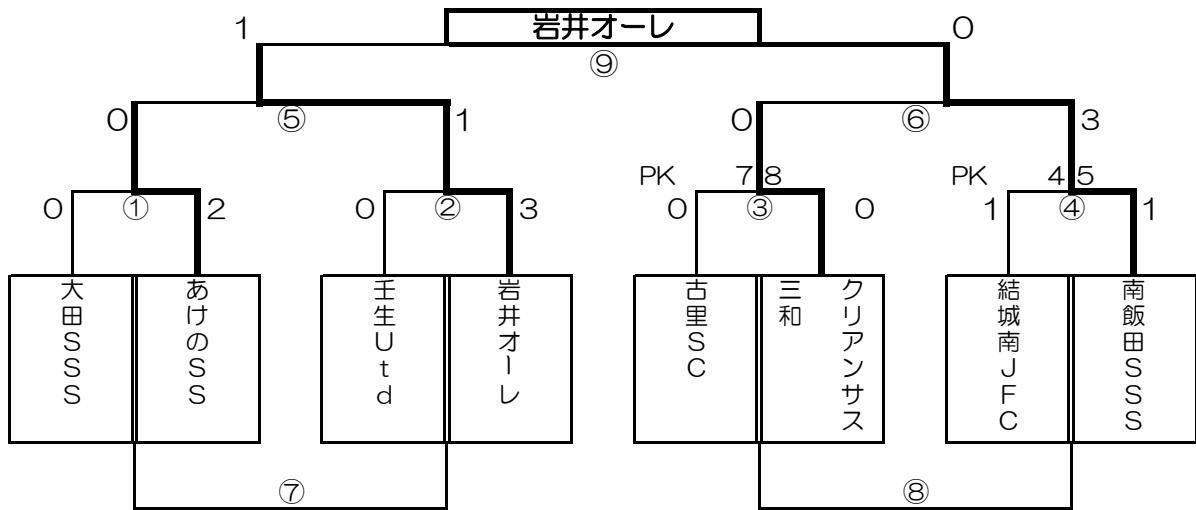 岩井オーレ
1
0
⑨
0
⑤
1
0
⑥
3
PK
7
8
PK
4
5
0
①
2
0
②
3
0
③
0
1
④
1
大田SSS
あけのSS
壬生Utd
岩井オーレ
古里SC
三和
クリアンサス
結城南JFC
南飯田SSS
⑦
⑧